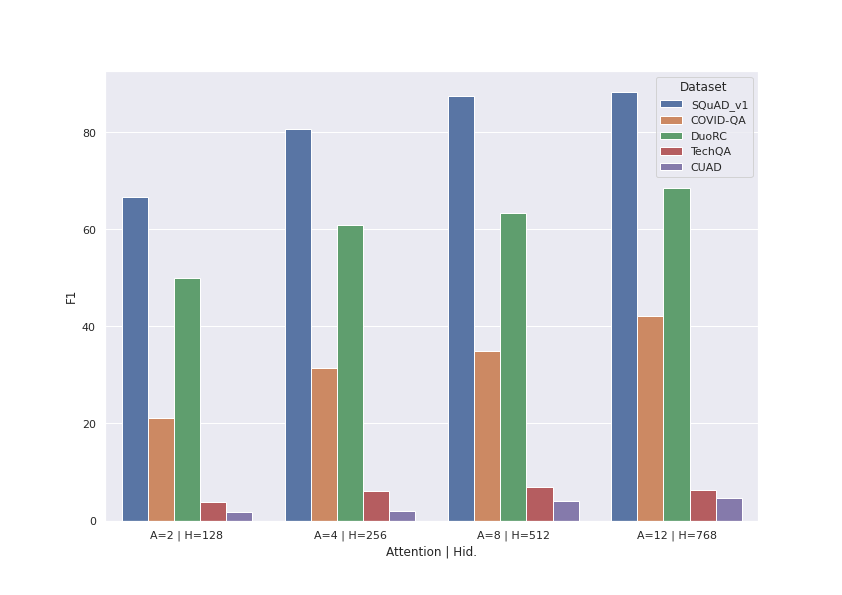 Dataset
SQuAD_v1
COVID-QA
DuoRC
TechQA
CUAD
F1
80
60
40
20
0
A=2 | H=128
A=4 | H=256
A=8 | H=512
A=12 | H=768
Attention | Hid.